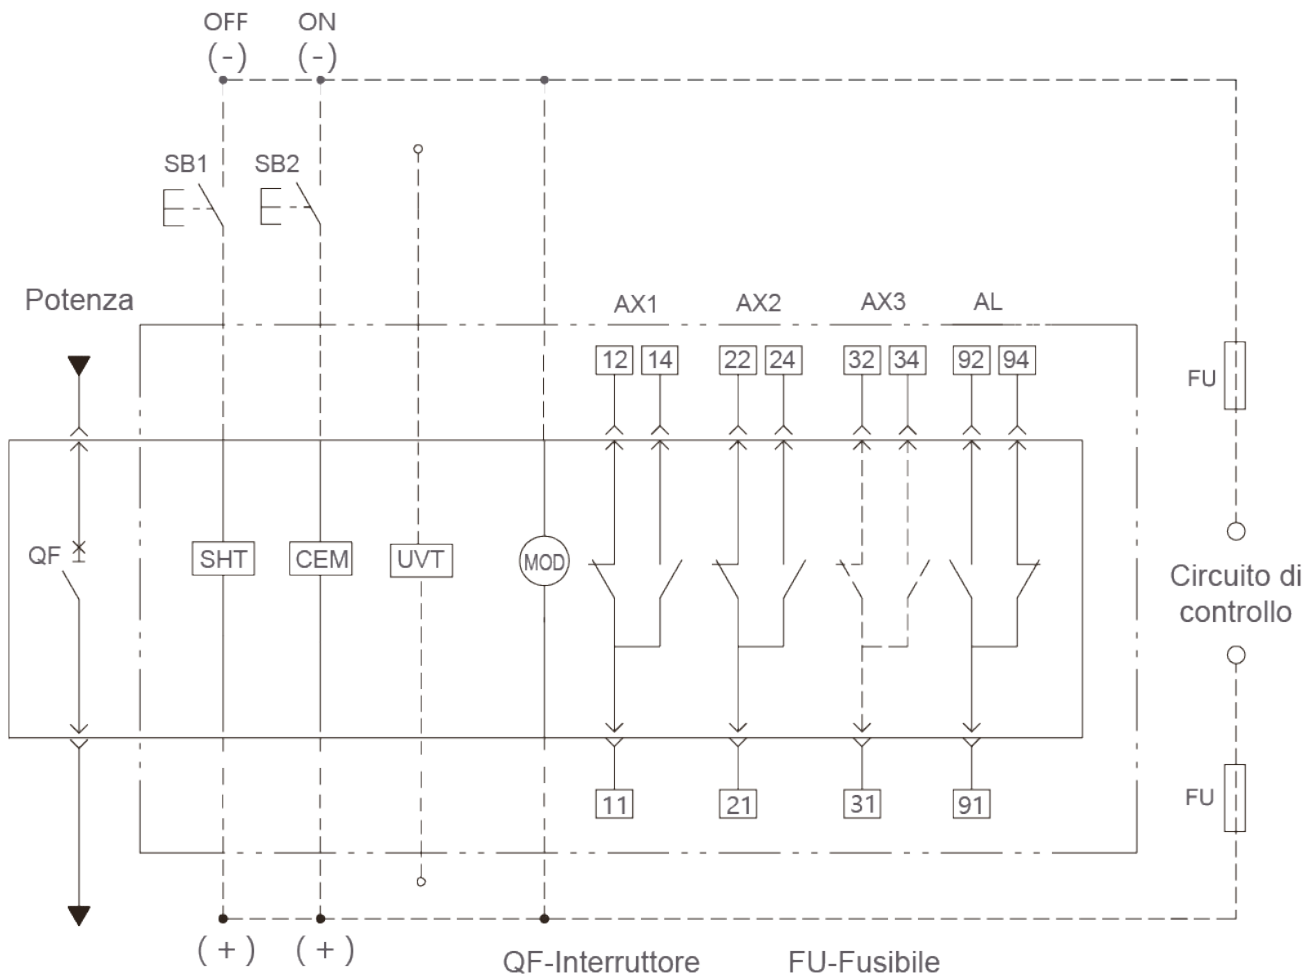 OFF ON
(-) (-)
SB1 SB2
Potenza
AX1 AX2 AX3 AL
12 14 22 24 32 34 92 94
FU
QF SHT CEM UVT MOD
Circuito di
controllo
11 21 31 91
FU
(+) (+)
QF-Interruttore FU-Fusibile